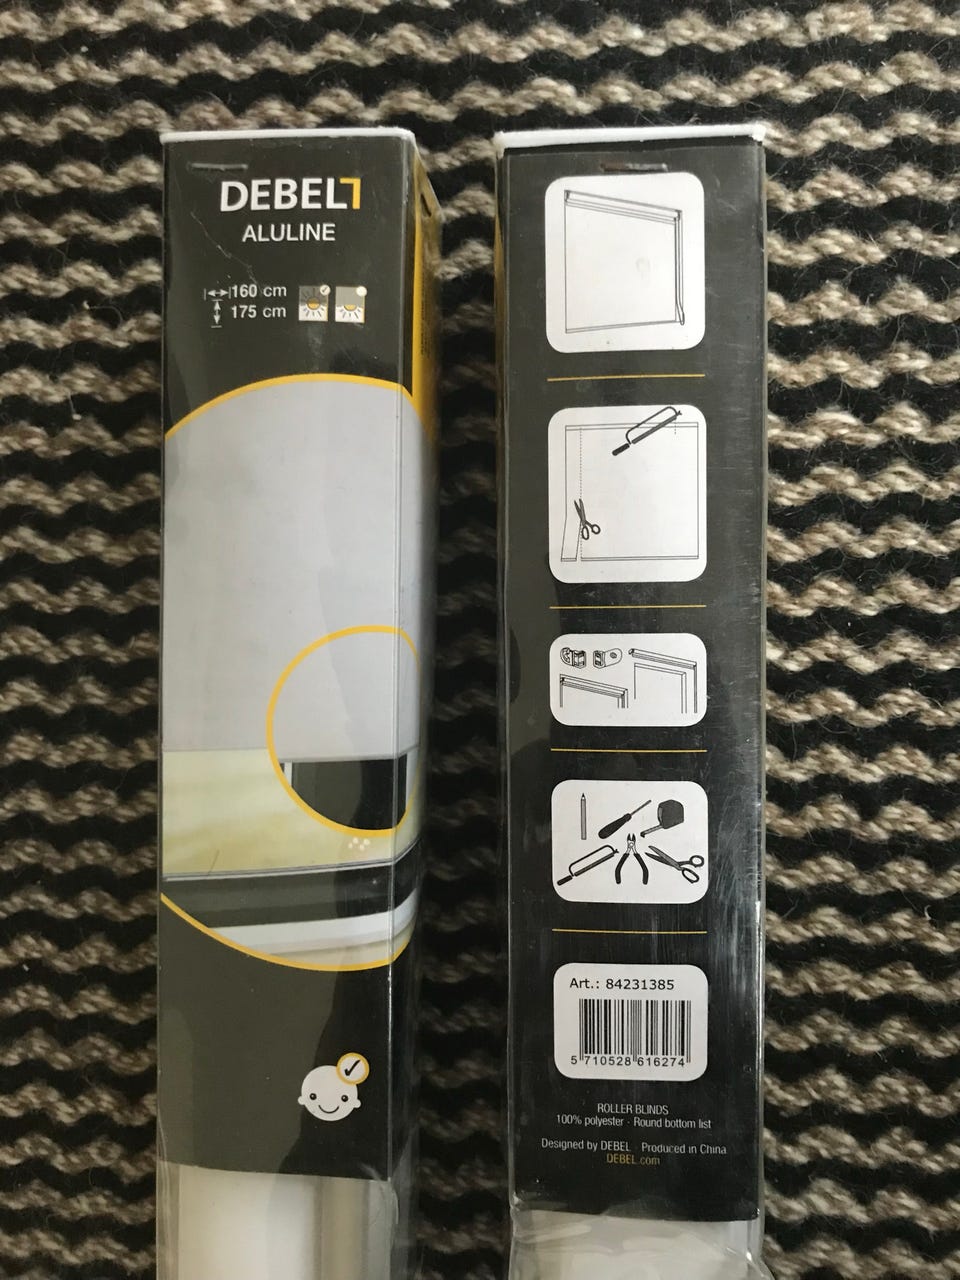 DEBEL
ALULINE
160 cm
175 cm
Art.: 84231385
5 710528 616274
ROLLER BLINDS
100% polyester · Round bottom list
Designed by DEBEL · Produced in China
DEBEL.com